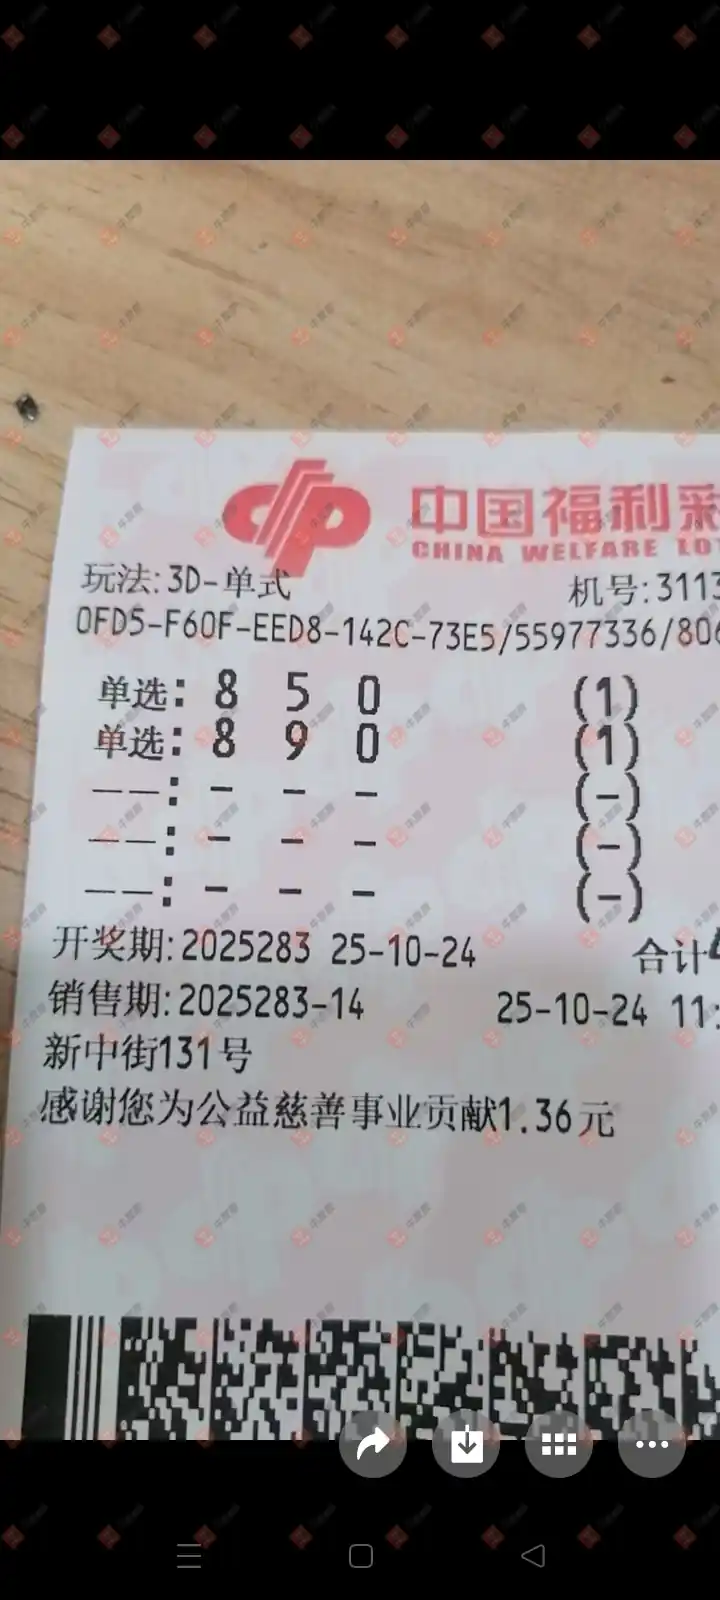 中国福利彩
CHINA WELFARE LOT
玩法:3D-单式 机号:3113
0FD5-F60F-EED8-142C-73E5/55977336/806
单选: 8 5 0 (1)
单选: 8 9 0 (1)
--: - - - (-)
--: - - - (-)
--: - - - (-)
开奖期:2025283 25-10-24 合计4
销售期:2025283-14 25-10-24 11:
新中街131号
感谢您为公益慈善事业贡献1.36元